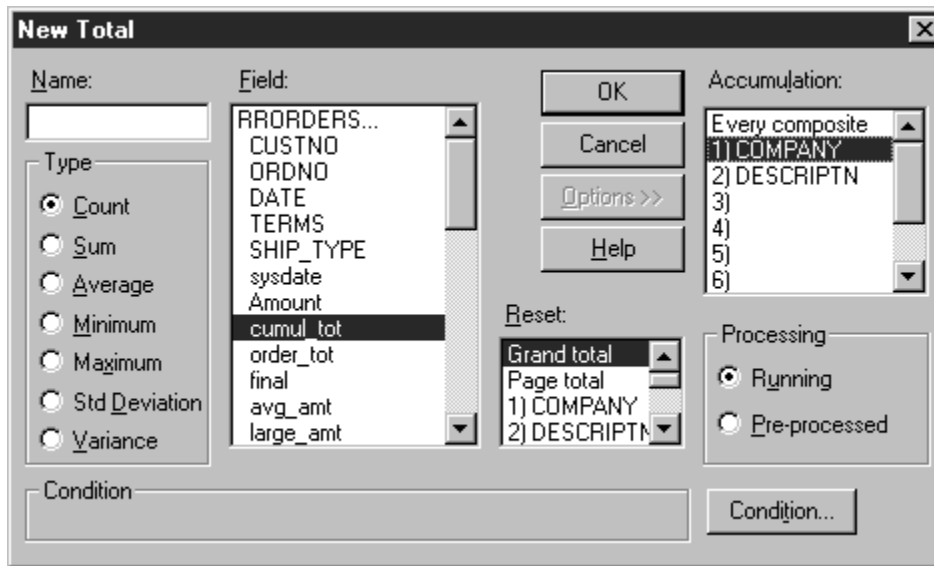 New Total
Name:
Type
Count
Sum
Average
Minimum
Maximum
Std Deviation
Variance
Field:
RRORDERS...
CUSTNO
ORDNO
DATE
TERMS
SHIP_TYPE
sysdate
Amount
cumul_tot
order_tot
final
avg_amt
large_amt
OK
Cancel
Options >>
Help
Reset:
Grand total
Page total
1) COMPANY
2) DESCRIPTN
Accumulation:
Every composite
1) COMPANY
2) DESCRIPTN
3)
4)
5)
6)
Processing
Running
Pre-processed
Condition
Condition...